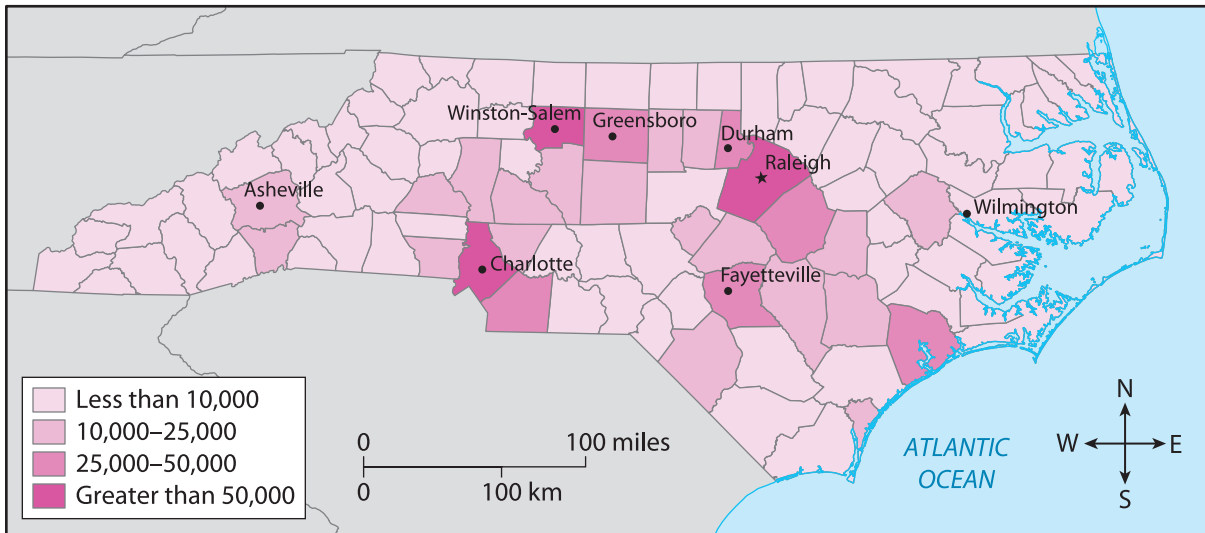 Winston-Salem
Greensboro
Durham
Raleigh
Asheville
Wilmington
Charlotte
Fayetteville
Less than 10,000
10,000–25,000
25,000–50,000
Greater than 50,000
0 100 miles
0 100 km
ATLANTIC
OCEAN
N
W E
S